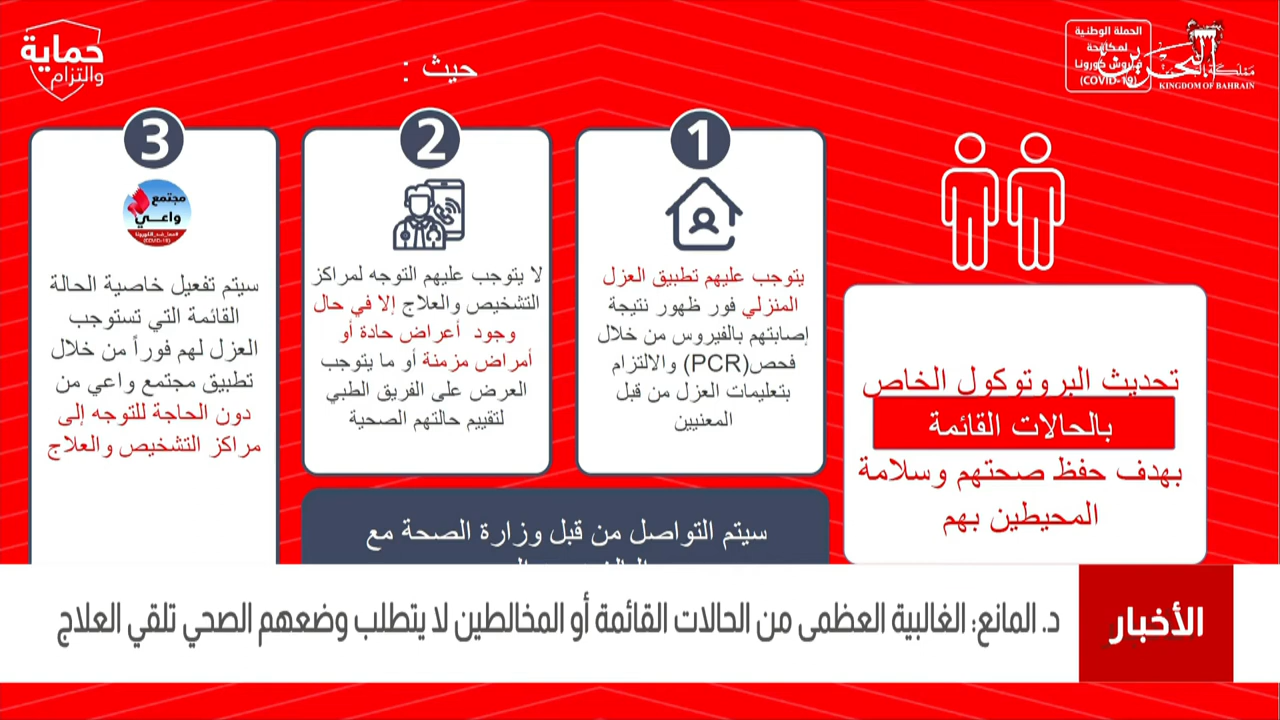 حماية
والتزام
الحملة الوطنية
لمكافحة
فيروس كورونا
(COVID-19)
البحرين
مملكة
KINGDOM OF BAHRAIN
حيث :
تحديث البروتوكول الخاص
بالحالات القائمة
بهدف حفظ صحتهم وسلامة
المحيطين بهم
1
يتوجب عليهم تطبيق العزل
المنزلي فور ظهور نتيجة
إصابتهم بالفيروس من خلال
فحص(PCR) والالتزام
بتعليمات العزل من قبل
المعنيين
2
لا يتوجب عليهم التوجه لمراكز
التشخيص والعلاج إلا في حال
وجود أعراض حادة أو
أمراض مزمنة أو ما يتوجب
العرض على الفريق الطبي
لتقييم حالتهم الصحية
3
مجتمع
واعي
(COVID-19)
سيتم تفعيل خاصية الحالة
القائمة التي تستوجب
العزل لهم فوراً من خلال
تطبيق مجتمع واعي من
دون الحاجة للتوجه إلى
مراكز التشخيص والعلاج
سيتم التواصل من قبل وزارة الصحة مع
الأخبار
د. المانع: الغالبية العظمى من الحالات القائمة أو المخالطين لا يتطلب وضعهم الصحي تلقي العلاج